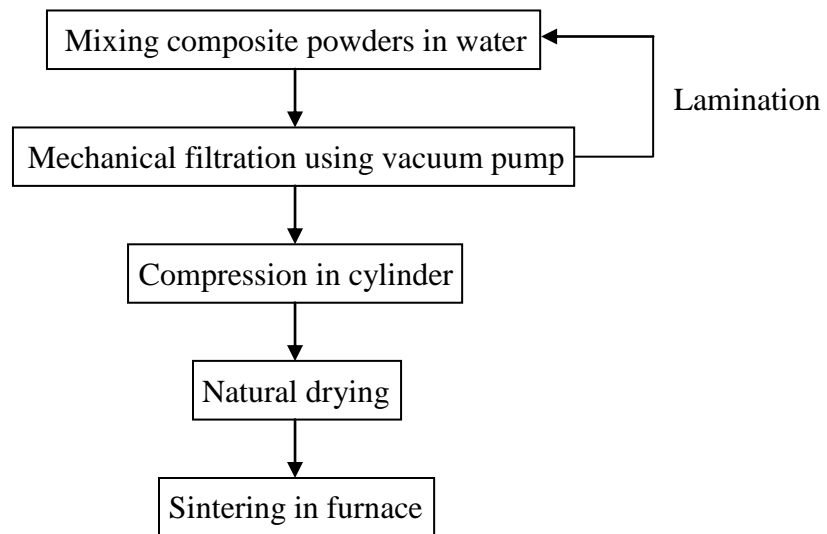 Mixing composite powders in water
Lamination
Mechanical filtration using vacuum pump
Compression in cylinder
Natural drying
Sintering in furnace